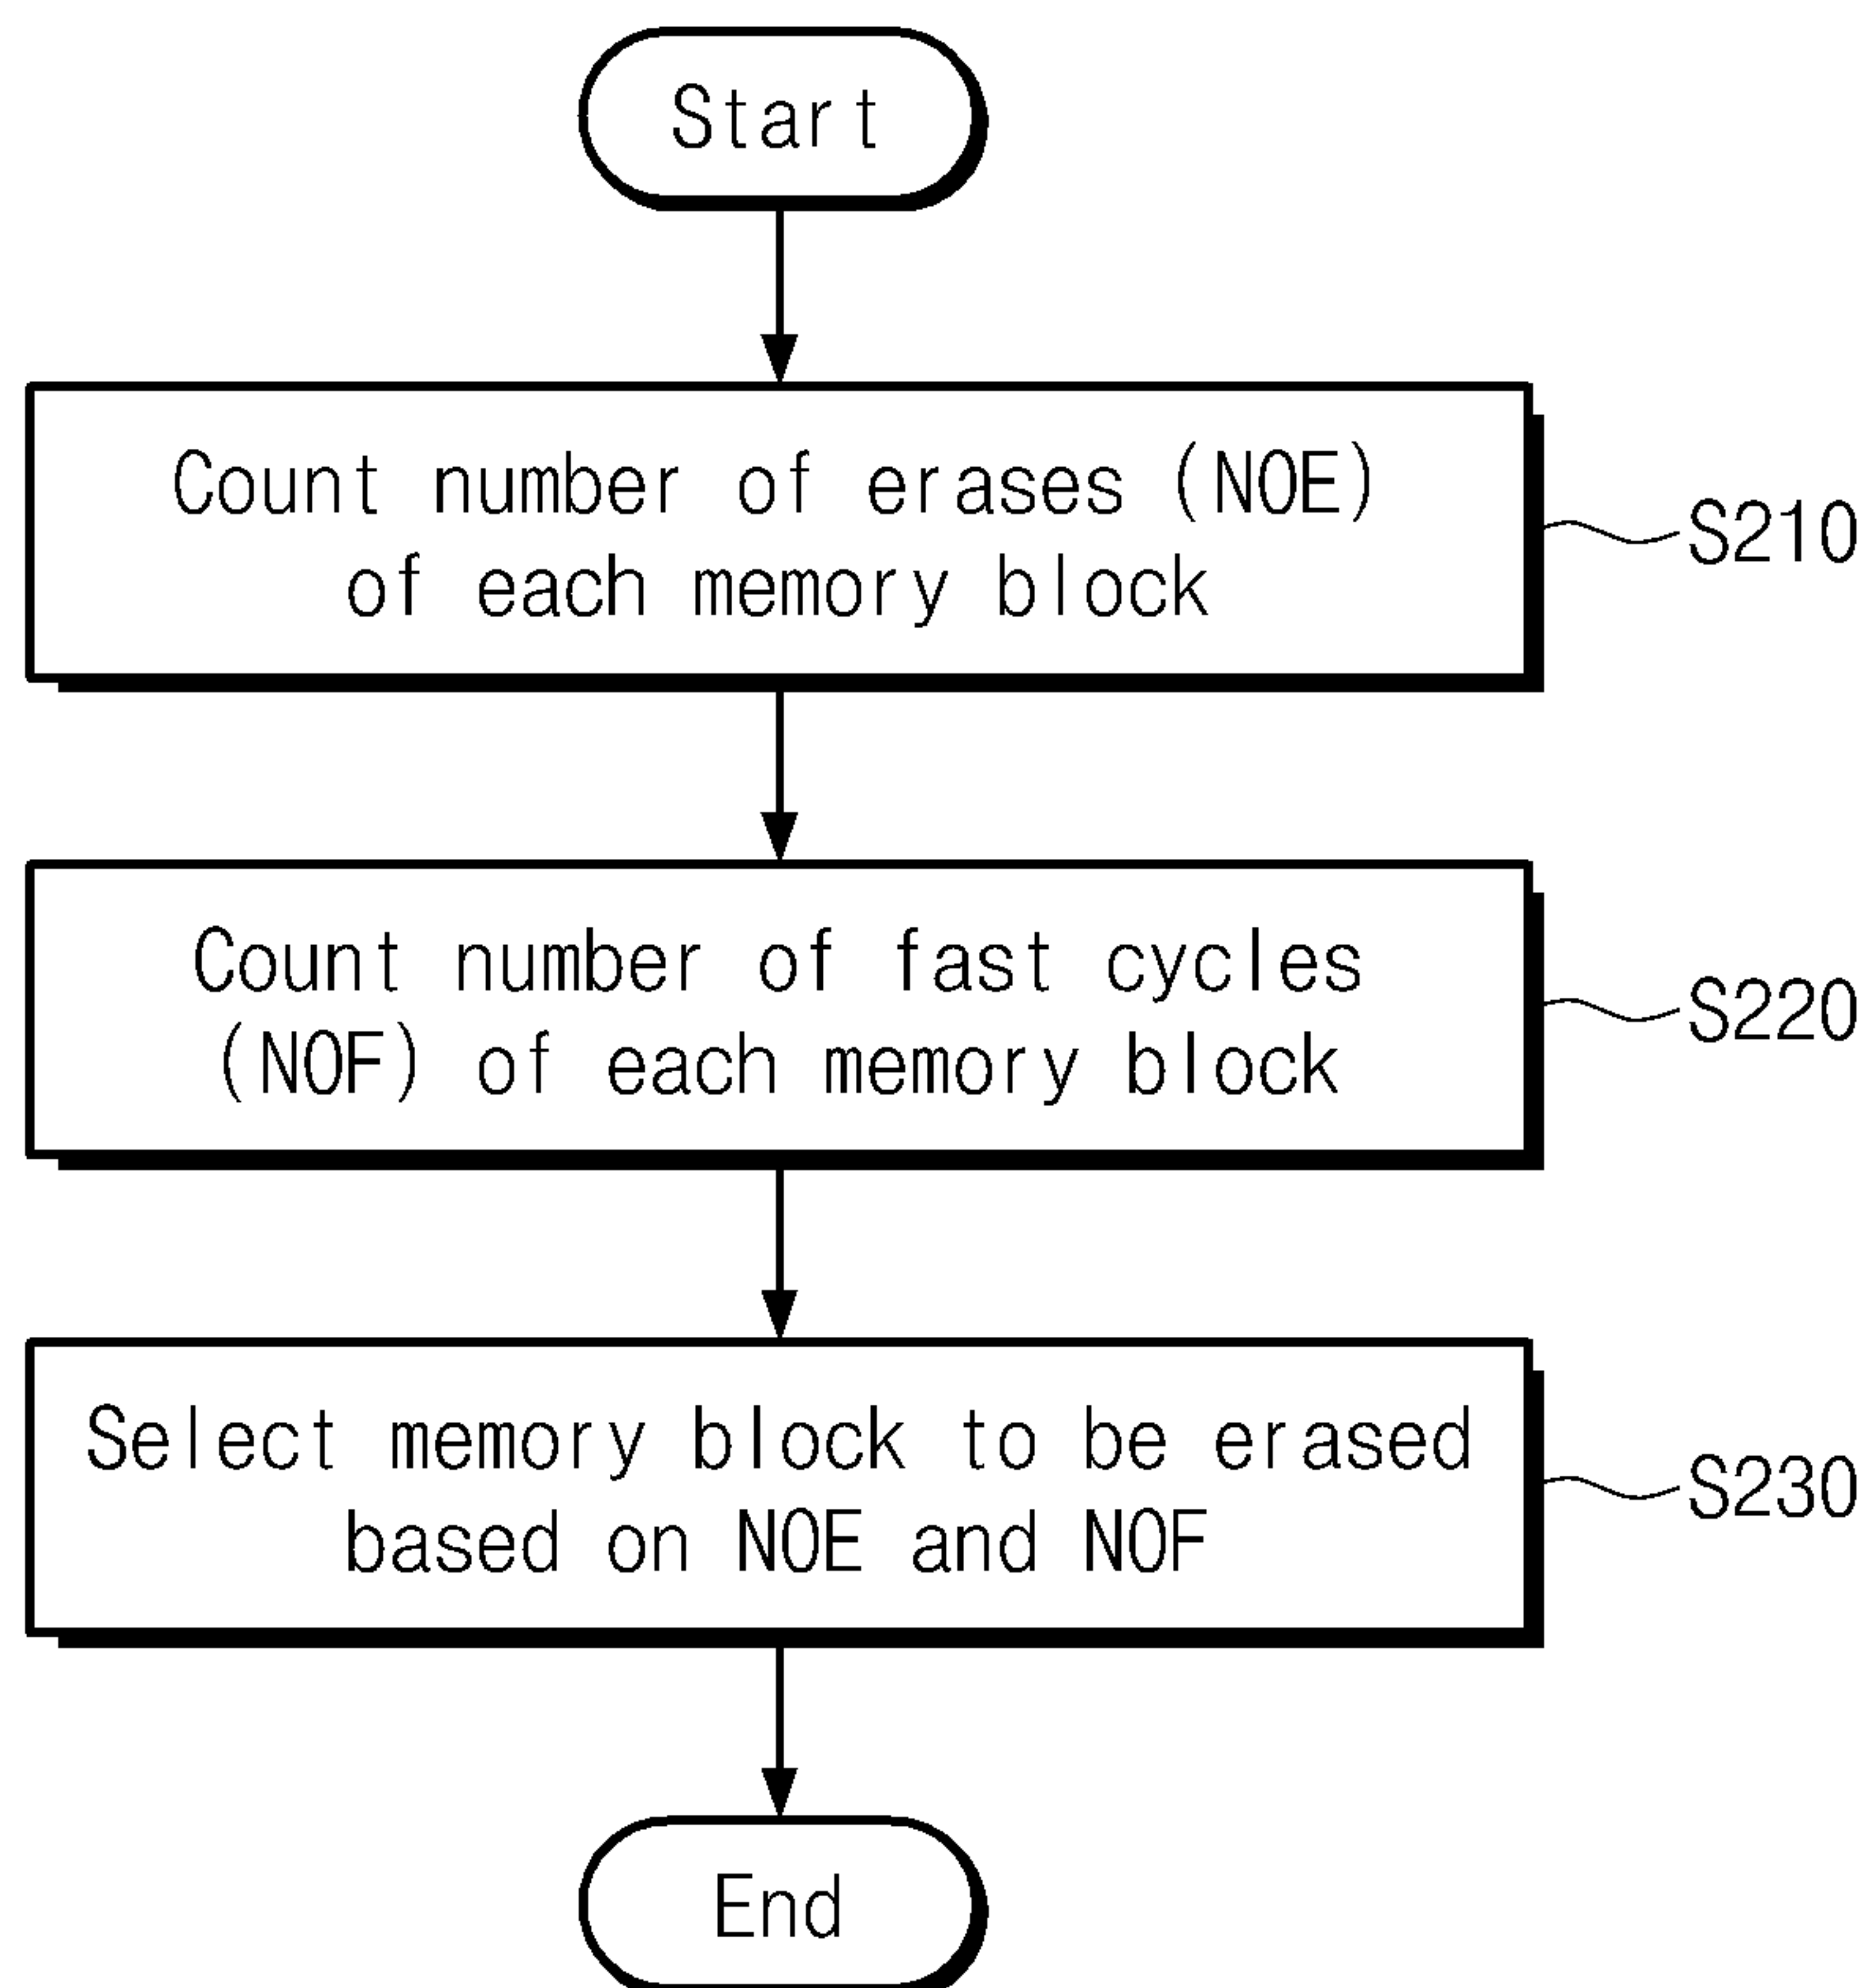 Start
Count number of erases (NOE)
of each memory block
S210
Count number of fast cycles
(NOF) of each memory block
S220
Select memory block to be erased
based on NOE and NOF
S230
End